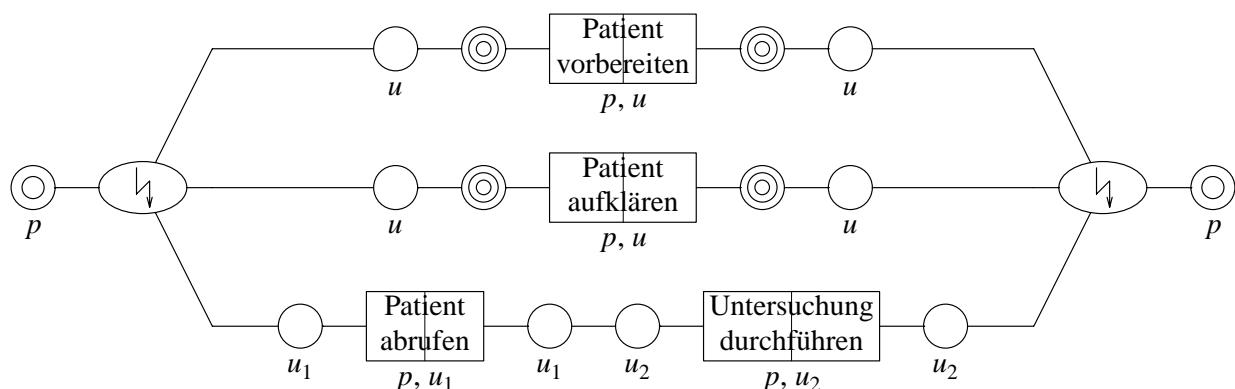 Patient
vorbereiten
u
p, u
u
Patient
aufklären
p
u
p, u
u
p
Patient
abrufen
Untersuchung
durchführen
u1
p, u1
u1
u2
p, u2
u2